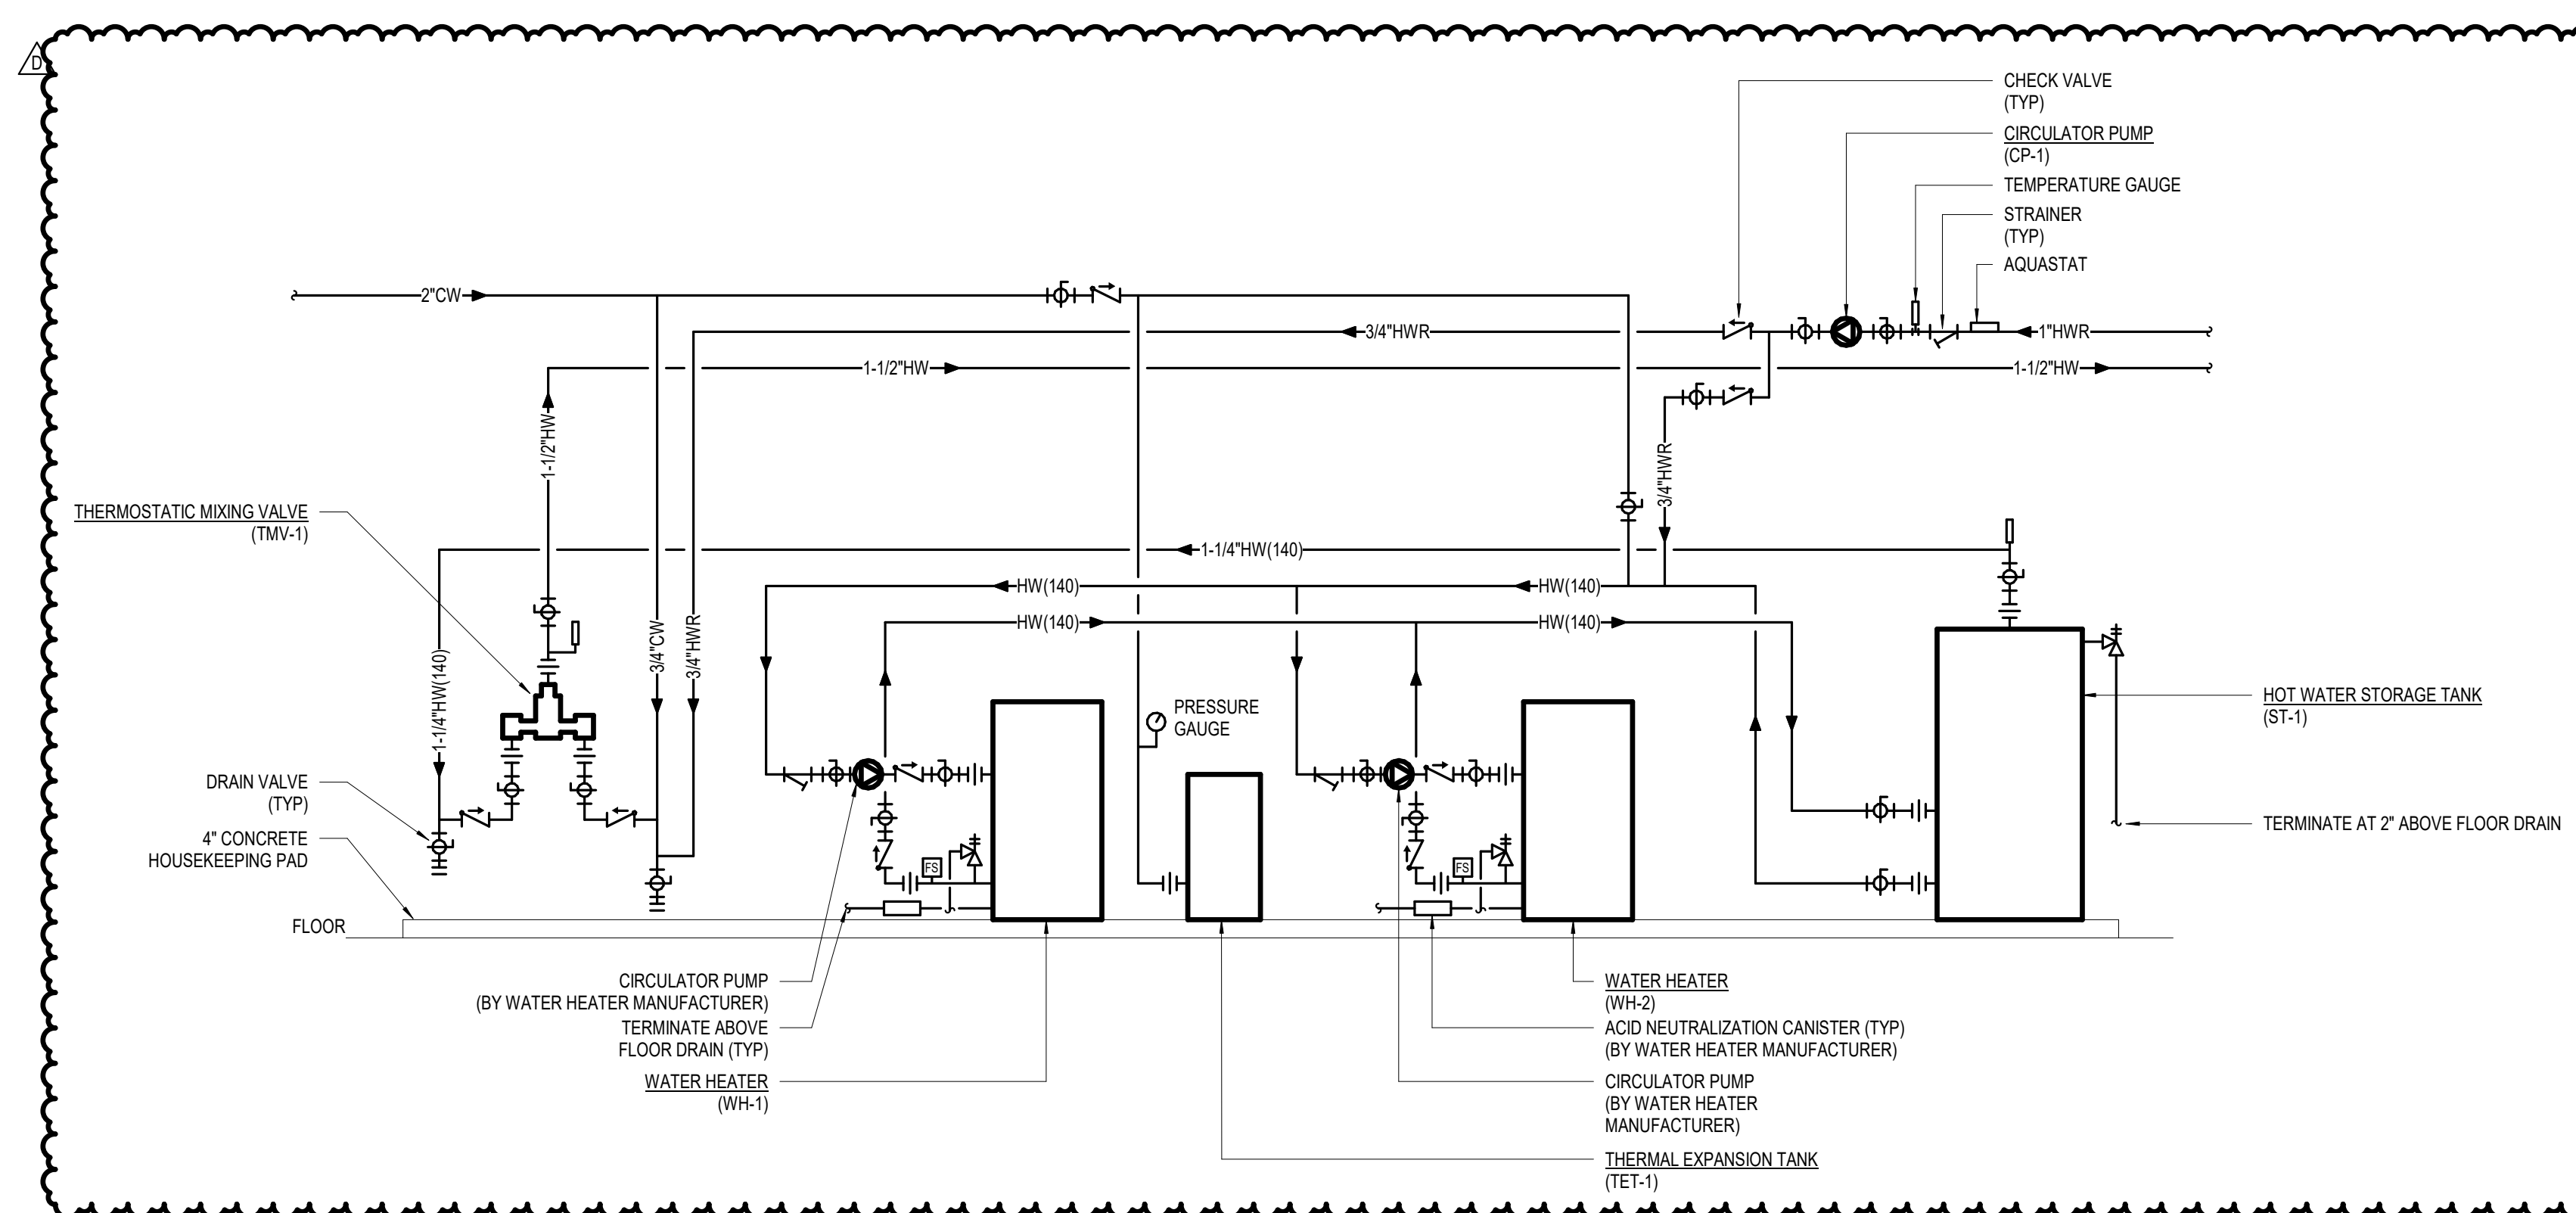 D
CHECK VALVE
(TYP)
CIRCULATOR PUMP
(CP-1)
TEMPERATURE GAUGE
STRAINER
(TYP)
AQUASTAT
2"CW
3/4"HWR
1"HWR
1-1/2"HW
1-1/2"HW
1-1/2"HW
3/4"HWR
THERMOSTATIC MIXING VALVE
(TMV-1)
1-1/4"HW(140)
HW(140)
HW(140)
HW(140)
HW(140)
1-1/4"HW(140)
3/4"CW
3/4"HWR
PRESSURE
GAUGE
HOT WATER STORAGE TANK
(ST-1)
DRAIN VALVE
(TYP)
TERMINATE AT 2" ABOVE FLOOR DRAIN
4" CONCRETE
HOUSEKEEPING PAD
FS
FS
FLOOR
CIRCULATOR PUMP
(BY WATER HEATER MANUFACTURER)
TERMINATE ABOVE
FLOOR DRAIN (TYP)
WATER HEATER
(WH-1)
WATER HEATER
(WH-2)
ACID NEUTRALIZATION CANISTER (TYP)
(BY WATER HEATER MANUFACTURER)
CIRCULATOR PUMP
(BY WATER HEATER
MANUFACTURER)
THERMAL EXPANSION TANK
(TET-1)